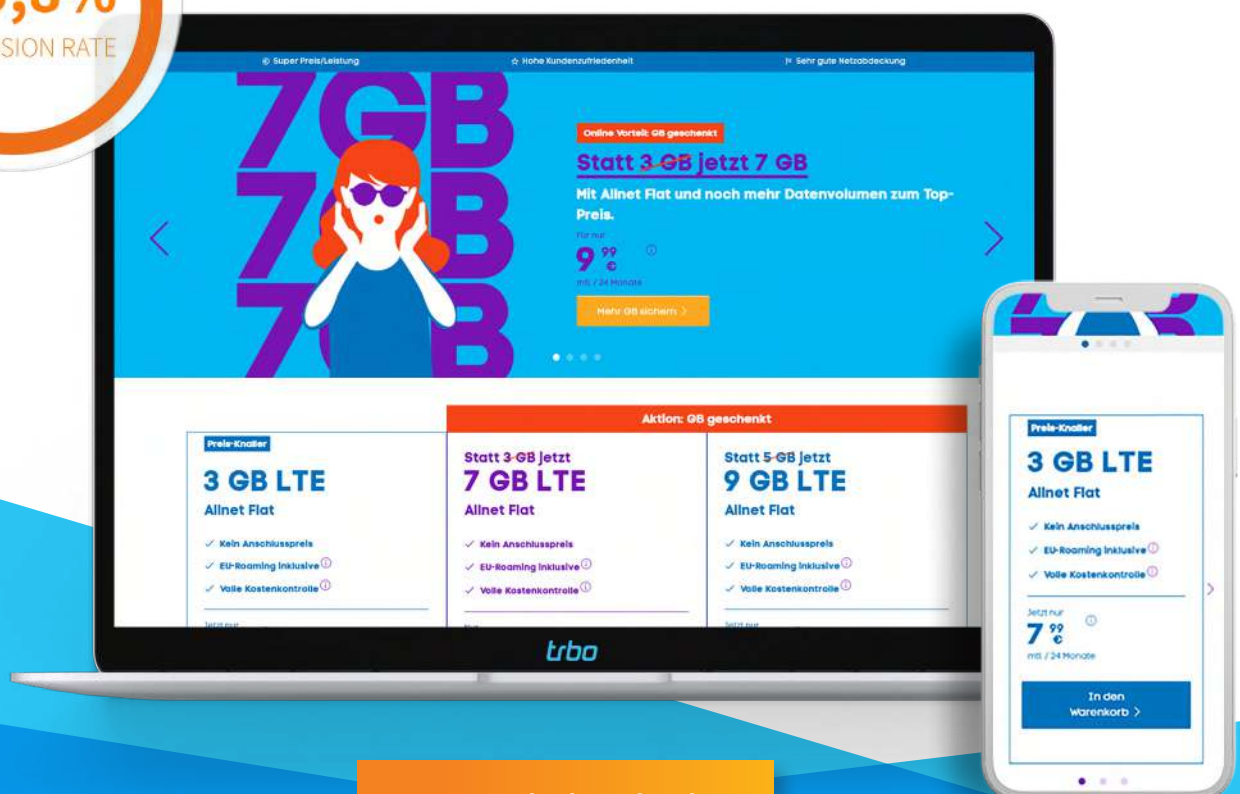 SION RATE
Super Preis/Leistung
Hohe Kundenzufriedenheit
Sehr gute Netzabdeckung
7GB
7GB
7GB
Online Vorteil: GB geschenkt
Statt 3 GB jetzt 7 GB
Mit Allnet Flat und noch mehr Datenvolumen zum Top-
Preis.
Für nur
9 99 €
mtl. / 24 Monate
Mehr GB sichern >
Aktion: GB geschenkt
Preis-Knaller
3 GB LTE
Allnet Flat
✓ Kein Anschlusspreis
✓ EU-Roaming inklusive
✓ Volle Kostenkontrolle
Jetzt nur
Statt 3 GB jetzt
7 GB LTE
Allnet Flat
✓ Kein Anschlusspreis
✓ EU-Roaming inklusive
✓ Volle Kostenkontrolle
Statt 5 GB jetzt
9 GB LTE
Allnet Flat
✓ Kein Anschlusspreis
✓ EU-Roaming inklusive
✓ Volle Kostenkontrolle
Jetzt nur
trbo
Preis-Knaller
3 GB LTE
Allnet Flat
✓ Kein Anschlusspreis
✓ EU-Roaming inklusive
✓ Volle Kostenkontrolle
Jetzt nur
7 99 €
mtl. / 24 Monate
In den
Warenkorb >